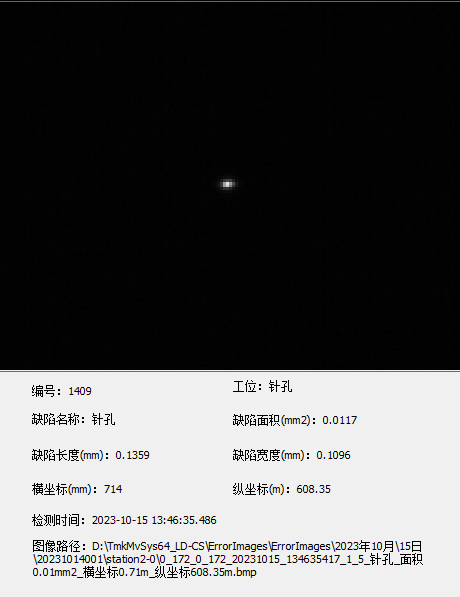 编号：1409
工位：针孔
缺陷名称：针孔
缺陷面积(mm2)：0.0117
缺陷长度(mm)：0.1359
缺陷宽度(mm)：0.1096
横坐标(mm)：714
纵坐标(m)：608.35
检测时间：2023-10-15 13:46:35.486
图像路径：D:\TmkMvSys64_LD-CS\ErrorImages\ErrorImages\2023年10月\15日
\20231014001\station2-0\0_172_0_172_20231015_134635417_1_5_针孔_面积
0.01mm2_横坐标0.71m_纵坐标608.35m.bmp